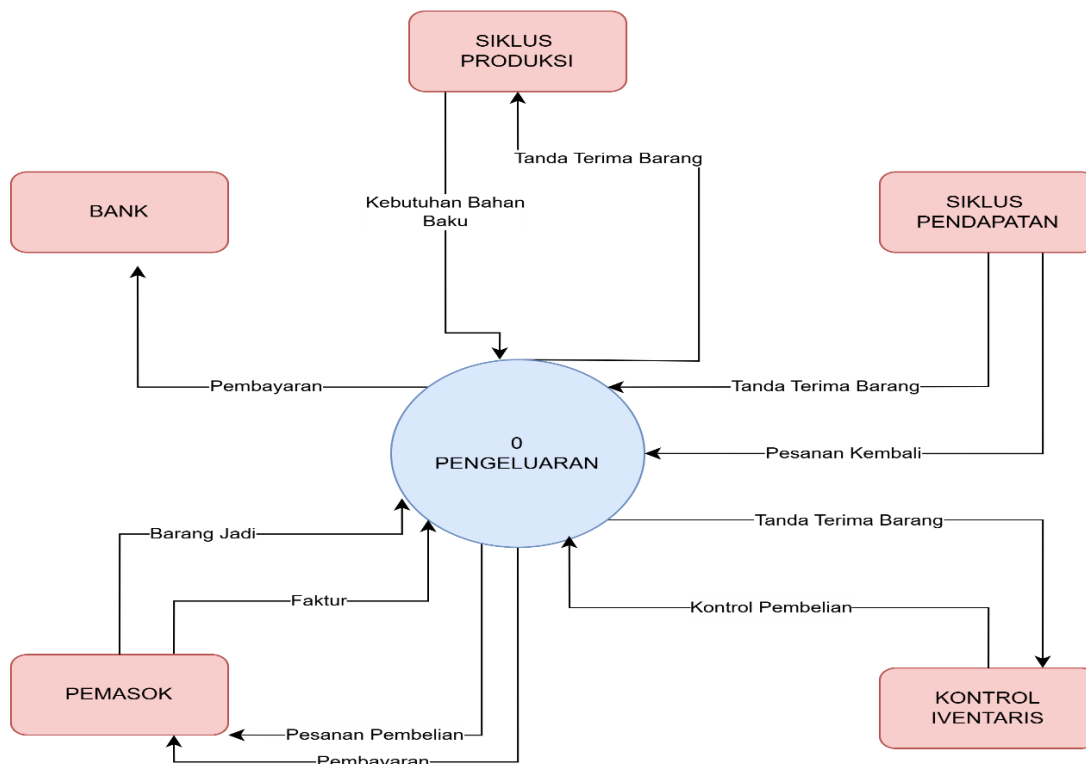 SIKLUS
PRODUKSI
Tanda Terima Barang
Kebutuhan Bahan
Baku
BANK
SIKLUS
PENDAPATAN
Pembayaran
Tanda Terima Barang
0
PENGELUARAN
Pesanan Kembali
Barang Jadi
Tanda Terima Barang
Faktur
Kontrol Pembelian
PEMASOK
KONTROL
IVENTARIS
Pesanan Pembelian
Pembayaran